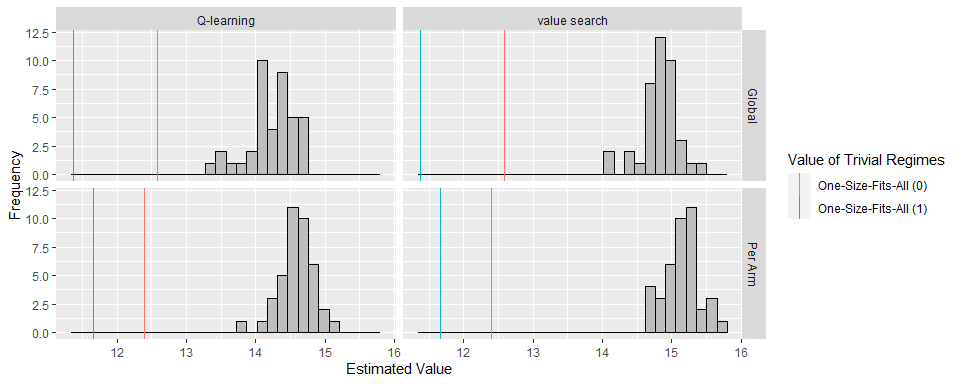 Q-learning
value search
12.5
10.0
7.5
5.0
2.5
0.0
Global
12.5
10.0
7.5
5.0
2.5
0.0
Per Arm
Frequency
12 13 14 15 16
12 13 14 15 16
Estimated Value
Value of Trivial Regimes
One-Size-Fits-All (0)
One-Size-Fits-All (1)